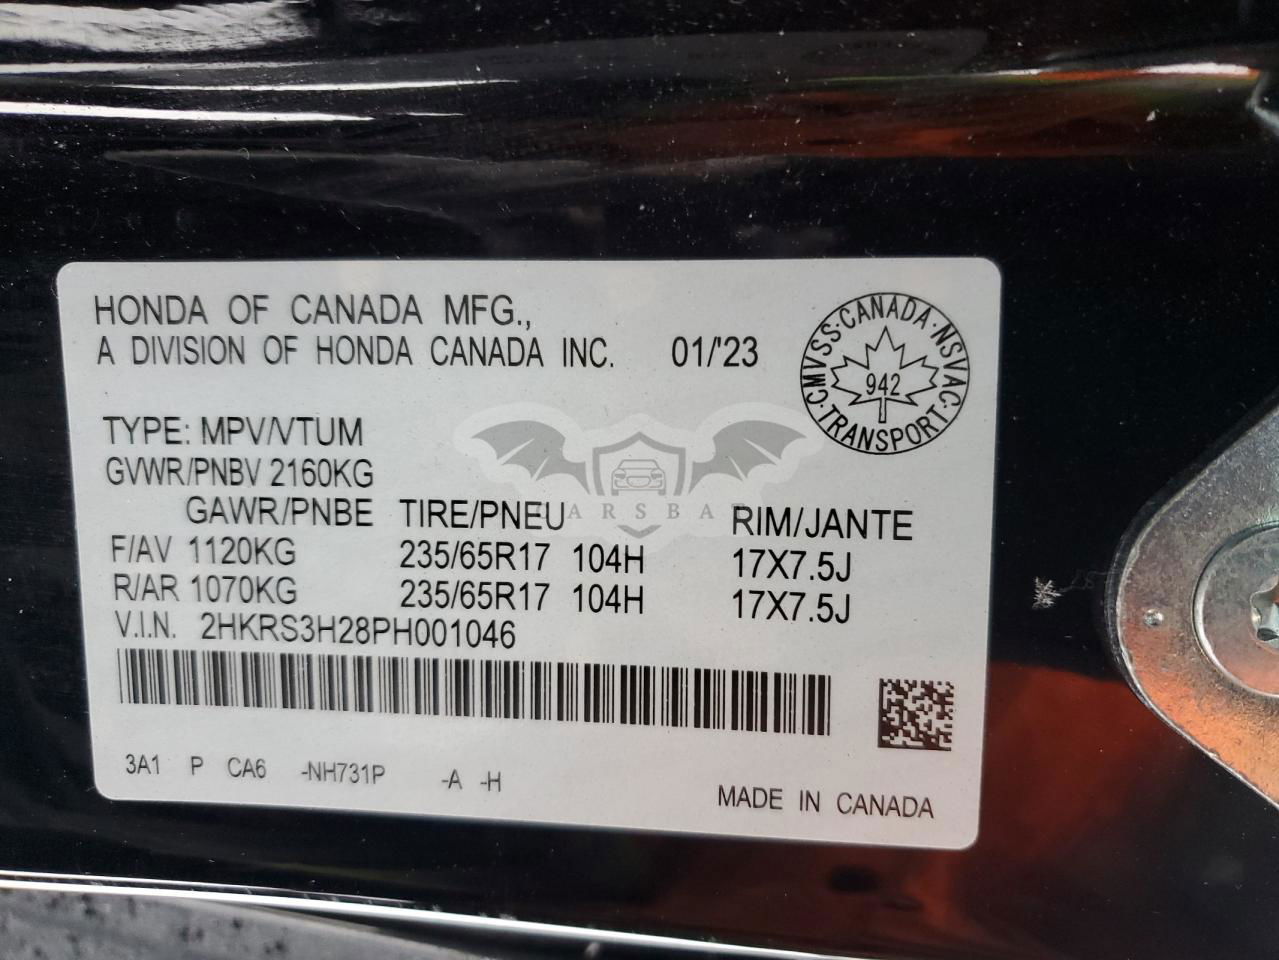 HONDA OF CANADA MFG.,
A DIVISION OF HONDA CANADA INC. 01/'23
CMVSS·CANADA·NSVAC·TRANSPORT·
942
TYPE: MPV/VTUM
GVWR/PNBV 2160KG
GAWR/PNBE TIRE/PNEU RIM/JANTE
F/AV 1120KG 235/65R17 104H 17X7.5J
R/AR 1070KG 235/65R17 104H 17X7.5J
V.I.N. 2HKRS3H28PH001046
3A1 P CA6 -NH731P -A -H
MADE IN CANADA